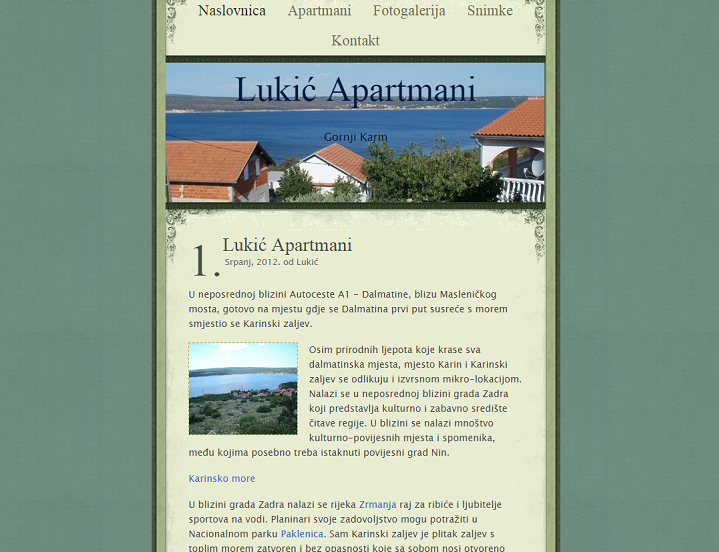 Naslovnica Apartmani Fotogalerija Snimke
Kontakt
Lukić Apartmani
Gornji Karin
1. Lukić Apartmani
Srpanj, 2012. od Lukić
U neposrednoj blizini Autoceste A1 - Dalmatine, blizu Masleničkog
mosta, gotovo na mjestu gdje se Dalmatina prvi put susreće s morem
smjestio se Karinski zaljev.
Osim prirodnih ljepota koje krase sva
dalmatinska mjesta, mjesto Karin i Karinski
zaljev se odlikuju i izvrsnom mikro-lokacijom.
Nalazi se u neposrednoj blizini grada Zadra
koji predstavlja kulturno i zabavno središte
čitave regije. U blizini se nalazi mnoštvo
kulturno-povijesnih mjesta i spomenika,
među kojima posebno treba istaknuti povijesni grad Nin.
Karinsko more
U blizini grada Zadra nalazi se rijeka Zrmanja raj za ribiće i ljubitelje
sportova na vodi. Planinari svoje zadovoljstvo mogu potražiti u
Nacionalnom parku Paklenica. Sam Karinski zaljev je plitak zaljev s
toplim morem zatvoren i bez opasnosti koje sa sobom nosi otvoreno